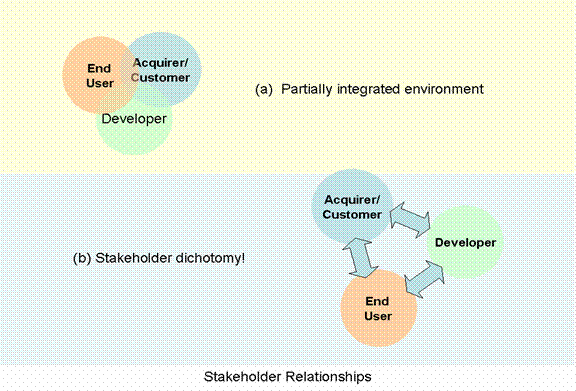 End
User
Acquirer/
Customer
Developer
(a) Partially integrated environment
Acquirer/
Customer
Developer
(b) Stakeholder dichotomy!
End
User
Stakeholder Relationships